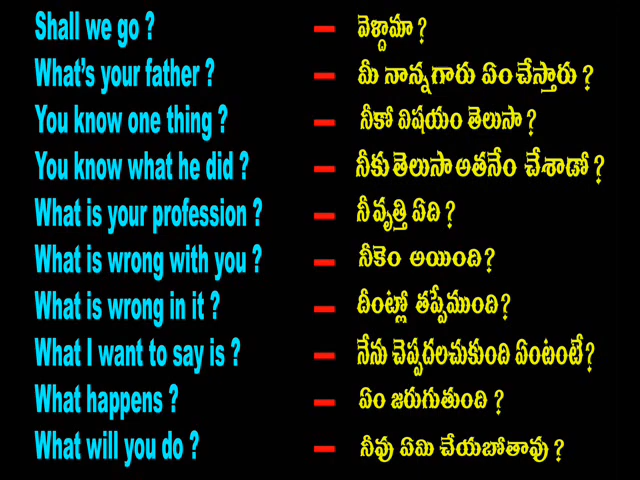 Shall we go ? – వెళ్దామా ?
What's your father ? – మీ నాన్నగారు ఏంచేస్తారు ?
You know one thing ? – నీకో విషయం తెలుసా ?
You know what he did ? – నీకు తెలుసా అతనేం చేశాడో ?
What is your profession ? – నీ వృత్తి ఏది ?
What is wrong with you ? – నీకెం అయింది ?
What is wrong in it ? – దీంట్లో తప్పేముంది ?
What I want to say is ? – నేను చెప్పదలచుకుంది ఏంటంటే ?
What happens ? – ఏం జరుగుతుంది ?
What will you do ? – నీవు ఏమి చేయబోతావు ?